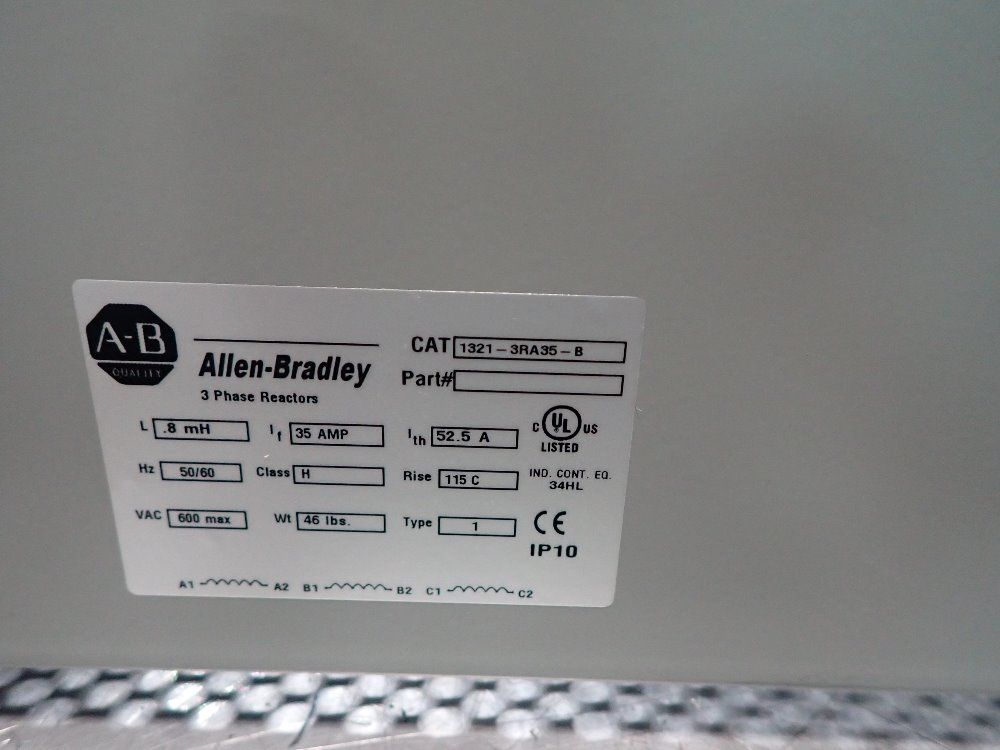 A-B
QUALITY
Allen-Bradley
3 Phase Reactors
CAT 1321-3RA35-B
Part#
L .8 mH If 35 AMP Ith 52.5 A
C UL US
LISTED
Hz 50/60 Class H Rise 115 C
IND. CONT. EQ.
34HL
VAC 600 max Wt 46 lbs. Type 1
CE
IP10
A1 A2 B1 B2 C1 C2